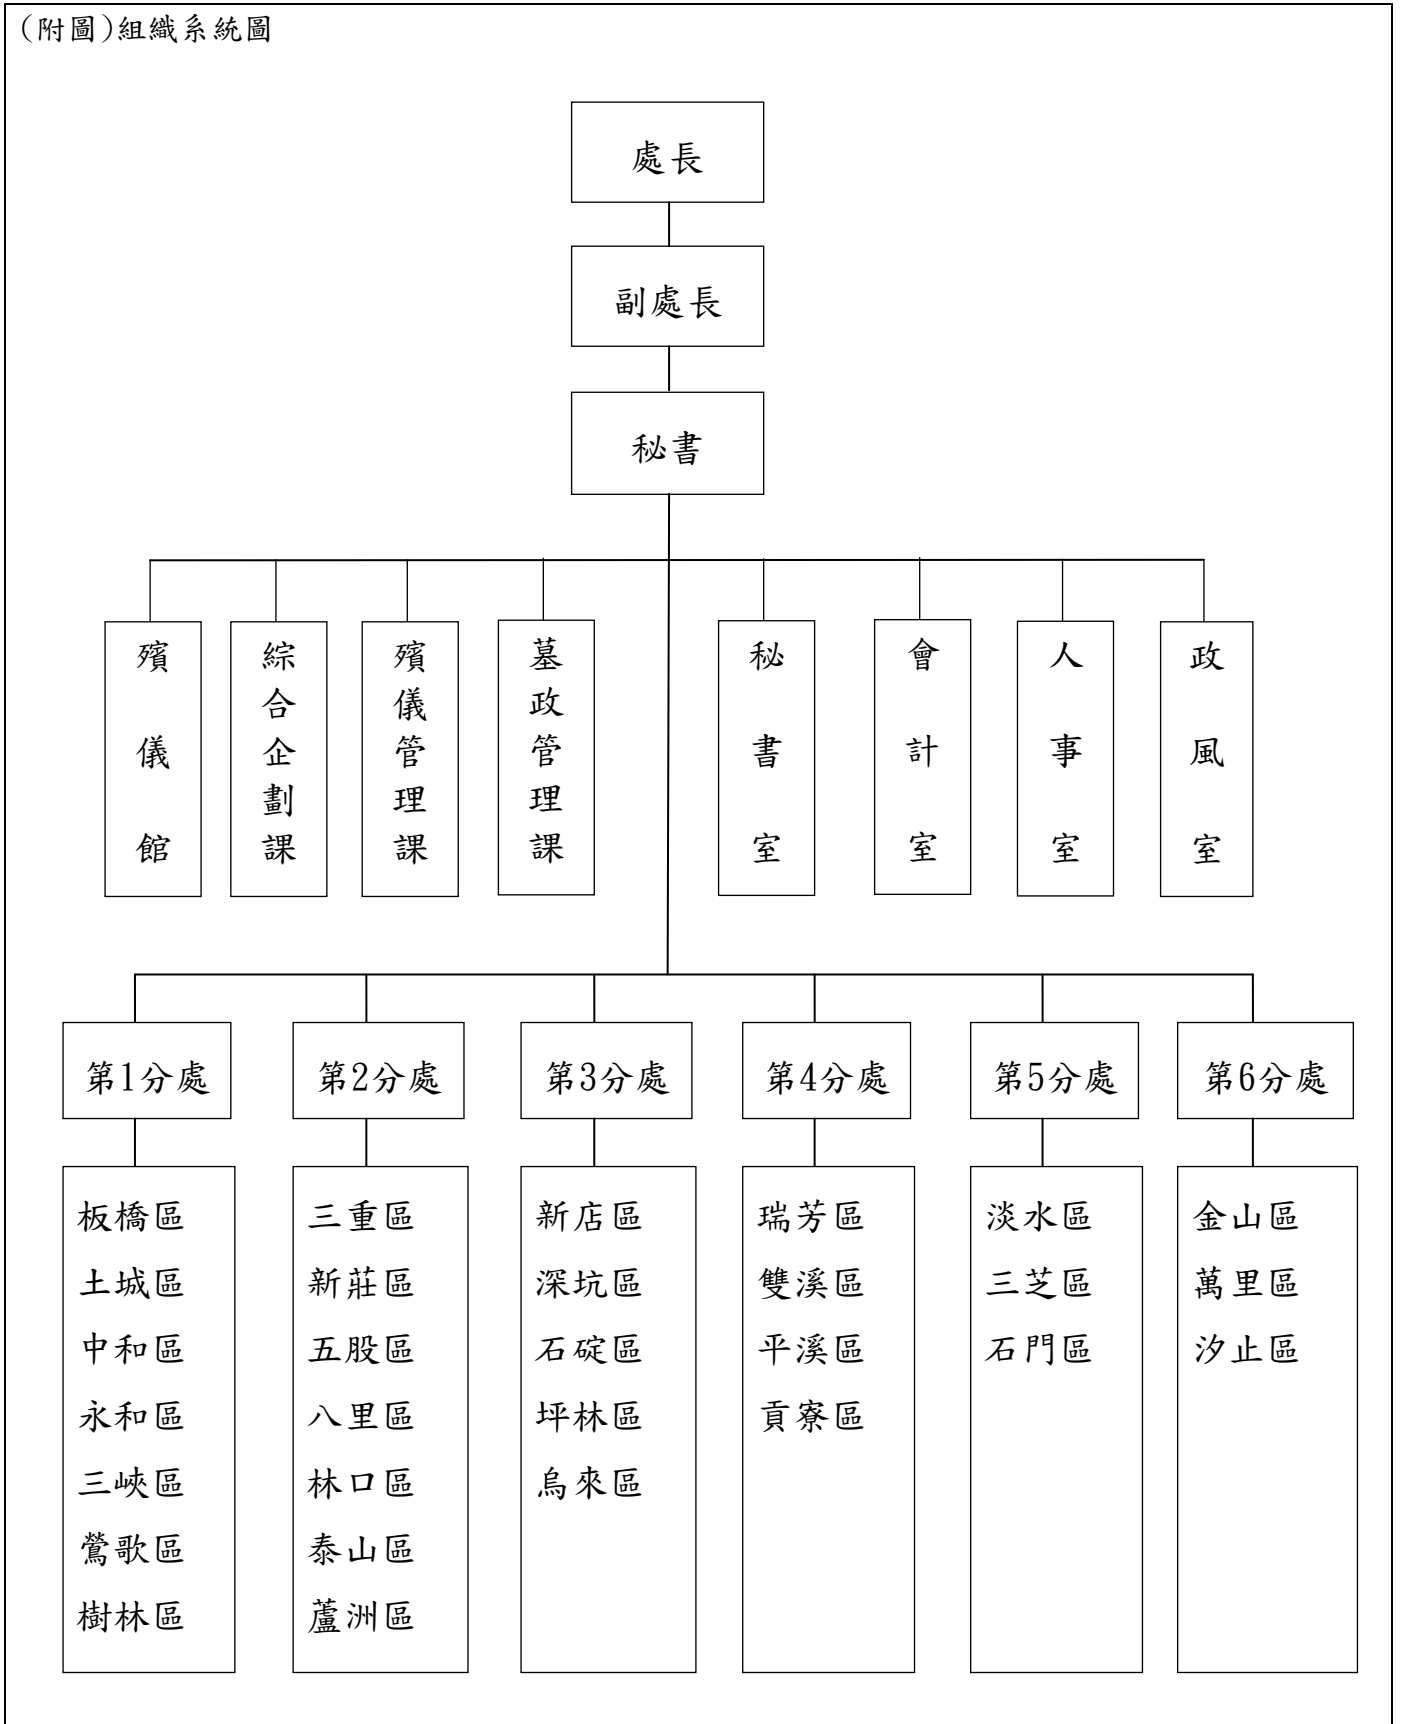 (附圖)組織系統圖
處長
副處長
秘書
殯儀館
綜合企劃課
殯儀管理課
墓政管理課
秘書室
會計室
人事室
政風室
第1分處
第2分處
第3分處
第4分處
第5分處
第6分處
板橋區
土城區
中和區
永和區
三峽區
鶯歌區
樹林區
三重區
新莊區
五股區
八里區
林口區
泰山區
蘆洲區
新店區
深坑區
石碇區
坪林區
烏來區
瑞芳區
雙溪區
平溪區
貢寮區
淡水區
三芝區
石門區
金山區
萬里區
汐止區